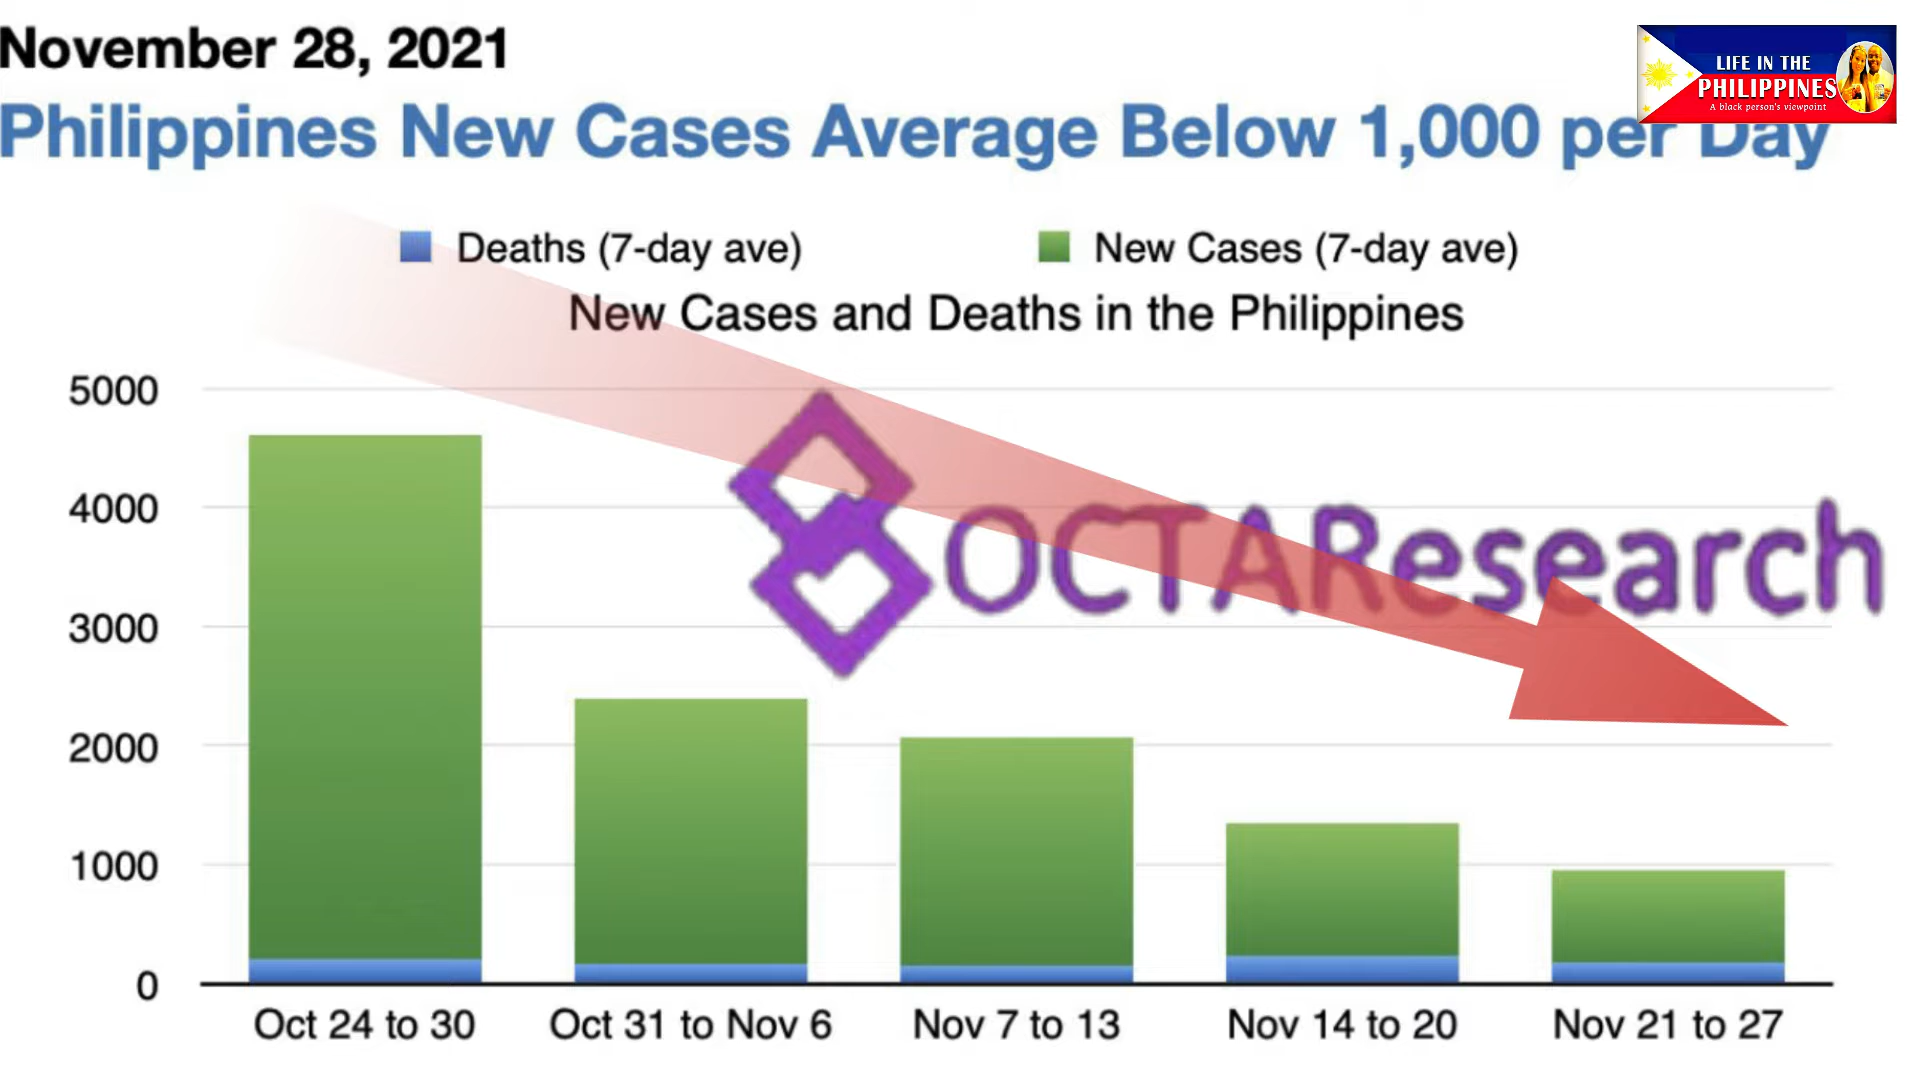 November 28, 2021
LIFE IN THE
PHILIPPINES
A black person's viewpoint
Philippines New Cases Average Below 1,000 per Day
Deaths (7-day ave)
New Cases (7-day ave)
New Cases and Deaths in the Philippines
5000
4000
3000
2000
1000
0
OCTAResearch
Oct 24 to 30
Oct 31 to Nov 6
Nov 7 to 13
Nov 14 to 20
Nov 21 to 27